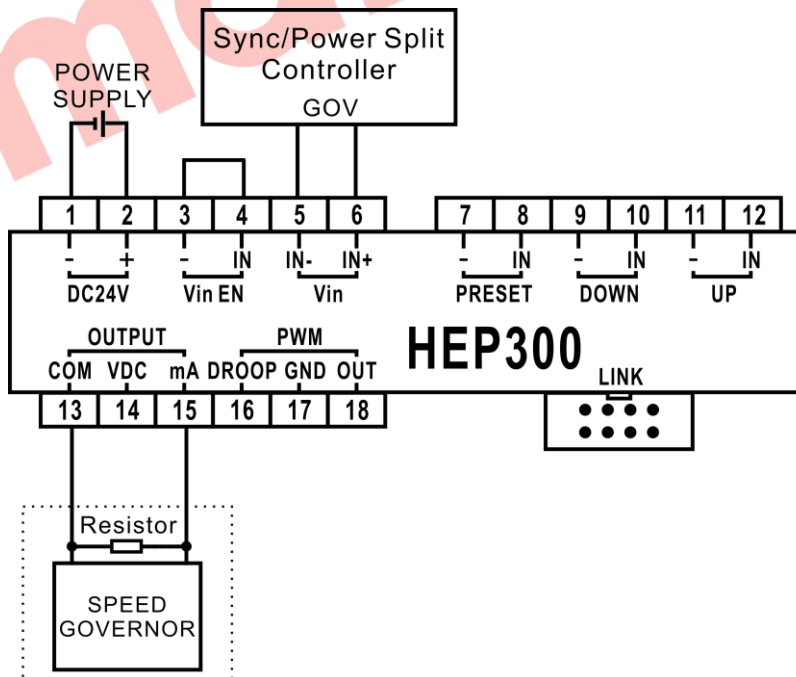 Sync/Power Split
Controller
GOV
POWER
SUPPLY
1 2 3 4 5 6 7 8 9 10 11 12
- + - IN IN- IN+ - IN - IN - IN
DC24V Vin EN Vin PRESET DOWN UP
OUTPUT PWM
HEP300
COM VDC mA DROOP GND OUT
LINK
13 14 15 16 17 18
Resistor
SPEED
GOVERNOR